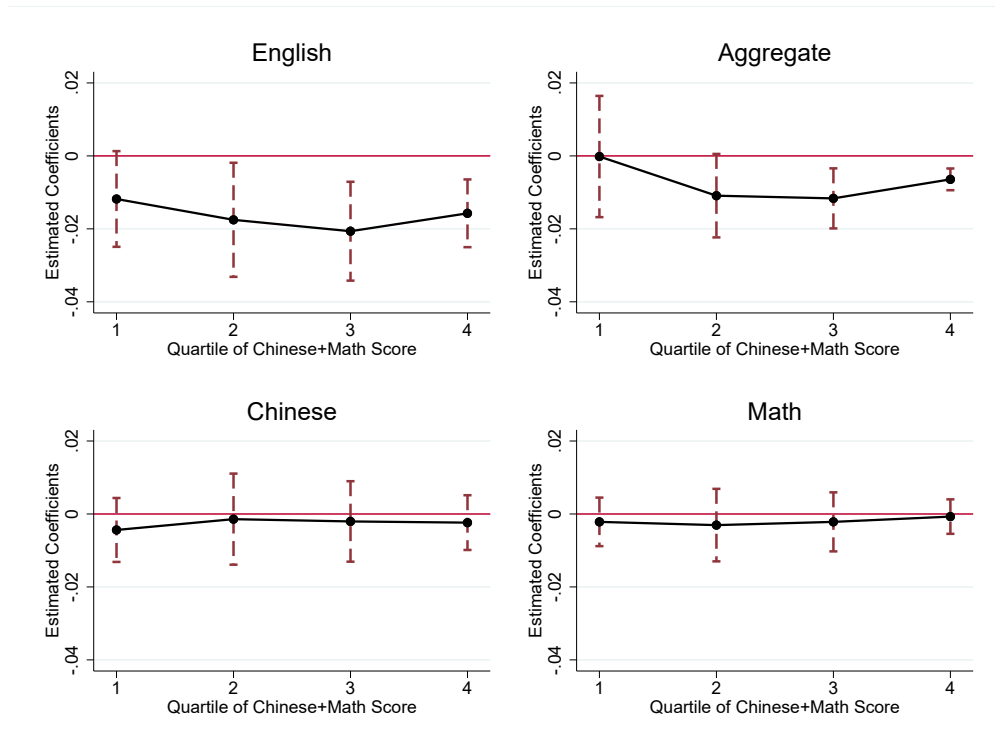 English
.02
0
-.02
-.04
Estimated Coefficients
1 2 3 4
Quartile of Chinese+Math Score
Aggregate
.02
0
-.02
-.04
Estimated Coefficients
1 2 3 4
Quartile of Chinese+Math Score
Chinese
.02
0
-.02
-.04
Estimated Coefficients
1 2 3 4
Quartile of Chinese+Math Score
Math
.02
0
-.02
-.04
Estimated Coefficients
1 2 3 4
Quartile of Chinese+Math Score